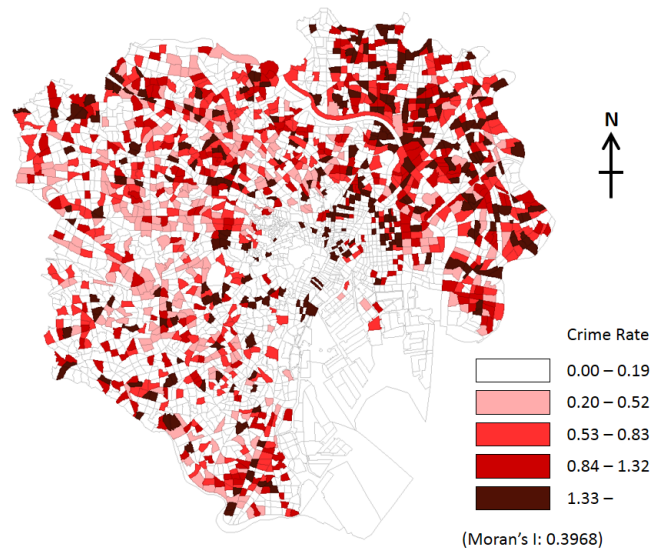 N
Crime Rate
0.00 – 0.19
0.20 – 0.52
0.53 – 0.83
0.84 – 1.32
1.33 –
(Moran's I: 0.3968)